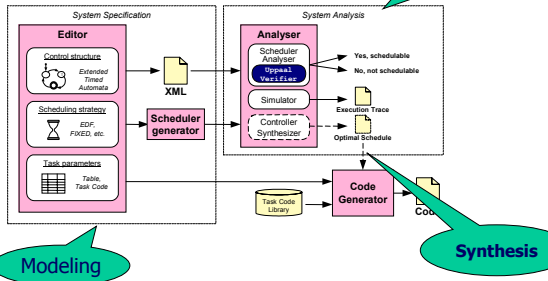 System Specification
System Analysis
Editor
Control structure
Extended
Timed
Automata
XML
Scheduling strategy
EDF,
FIXED, etc.
Scheduler
generator
Task parameters
Table,
Task Code
Analyser
Scheduler
Analyser
Uppaal
Verifier
Yes, schedulable
No, not schedulable
Simulator
Execution Trace
Controller
Synthesizer
Optimal Schedule
Task Code
Library
Code
Generator
Modeling
Synthesis